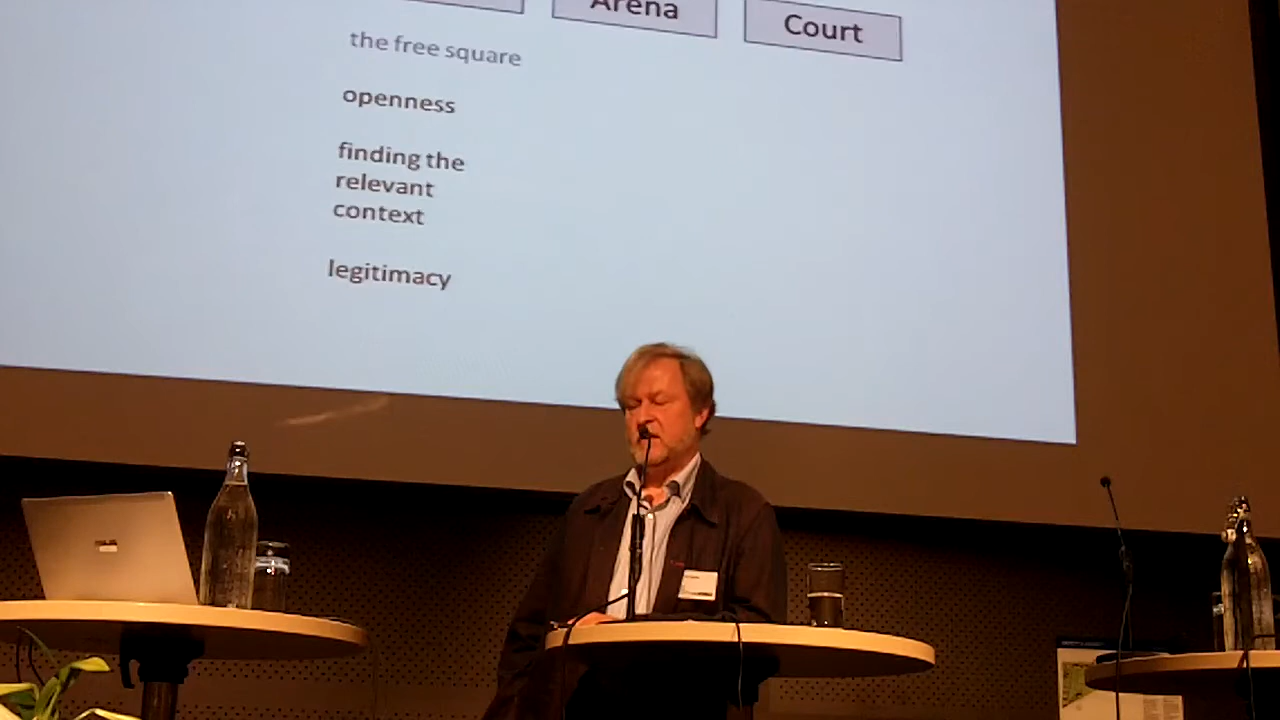 Arena
Court
the free square
openness
finding the
relevant
context
legitimacy